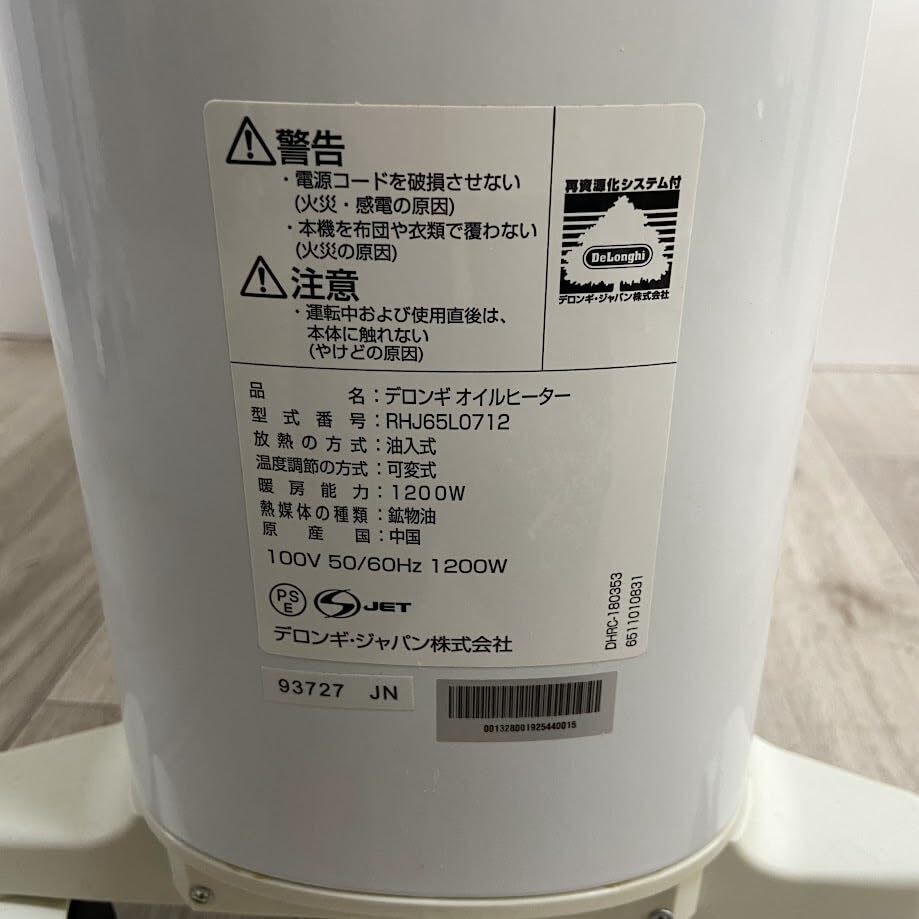 警告
・電源コードを破損させない
(火災・感電の原因)
・本機を布団や衣類で覆わない
(火災の原因)
注意
・運転中および使用直後は、
本体に触れない
(やけどの原因)
再資源化システム付
DeLonghi
デロンギ・ジャパン株式会社
品名：デロンギ オイルヒーター
型式番号：RHJ65L0712
放熱の方式：油入式
温度調節の方式：可変式
暖房能力：1200W
熱媒体の種類：鉱物油
原産国：中国
100V 50/60Hz 1200W
PS
E
JET
デロンギ・ジャパン株式会社
DHRC-180353
6511010831
93727 JN
001328001925440015